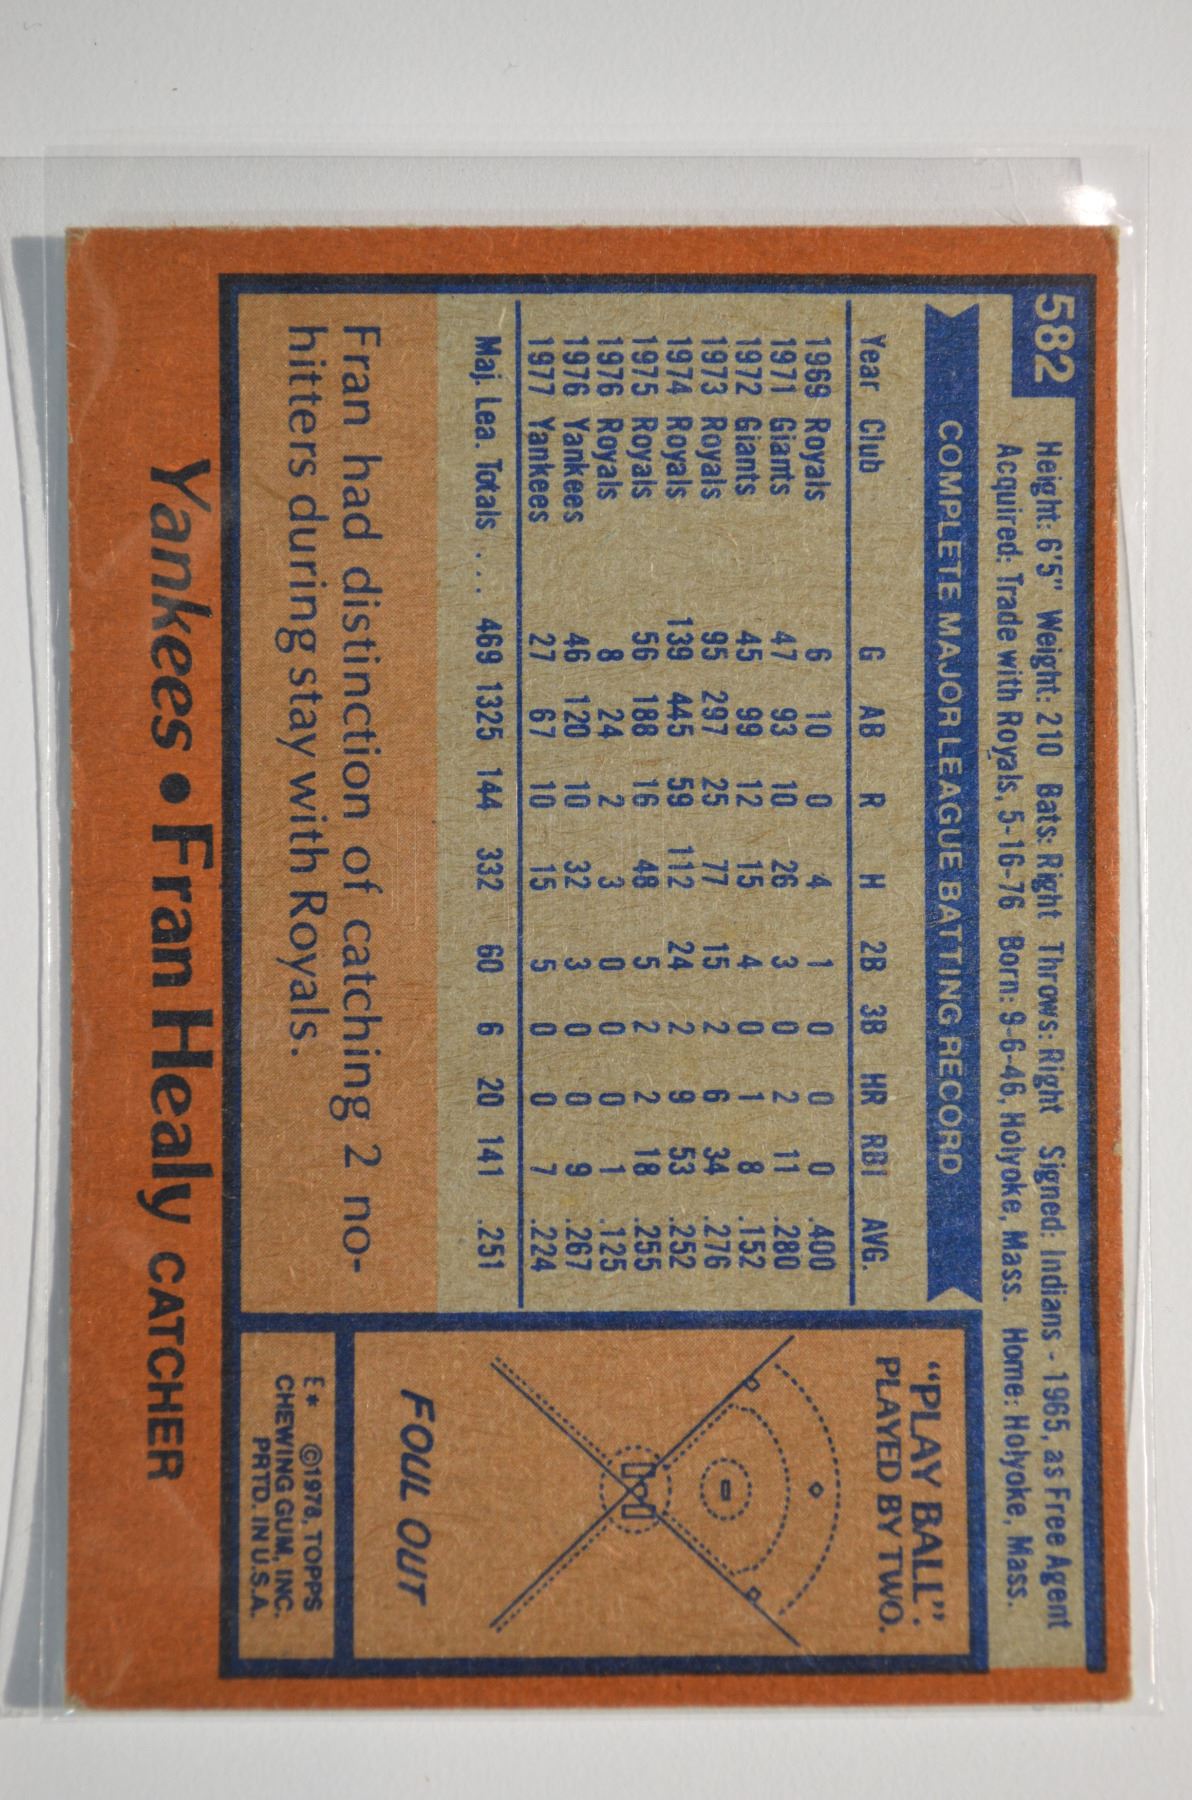 582
Height: 6'5" Weight: 210 Bats: Right Throws: Right Signed: Indians - 1965, as Free Agent
Acquired: Trade with Royals, 5-16-76 Born: 9-6-46, Holyoke, Mass. Home: Holyoke, Mass.
COMPLETE MAJOR LEAGUE BATTING RECORD
Year Club G AB R H 2B 3B HR RBI AVG.
1969 Royals 6 10 0 4 1 0 0 0 .400
1971 Giants 47 93 10 26 3 0 2 11 .280
1972 Giants 45 99 12 15 4 0 1 8 .152
1973 Royals 95 297 25 77 15 2 6 34 .276
1974 Royals 139 445 59 112 24 2 9 53 .252
1975 Royals 56 188 16 48 5 2 2 18 .255
1976 Royals 8 24 2 3 0 0 0 1 .125
1976 Yankees 46 120 10 32 3 0 0 9 .267
1977 Yankees 27 67 10 15 5 0 0 7 .224
Maj. Lea. Totals . . . 469 1325 144 332 60 6 20 141 .251
Fran had distinction of catching 2 no-
hitters during stay with Royals.
"PLAY BALL":
PLAYED BY TWO.
FOUL OUT
E* ©1978, TOPPS
CHEWING GUM, INC.
PRTD. IN U.S.A.
Yankees • Fran Healy CATCHER